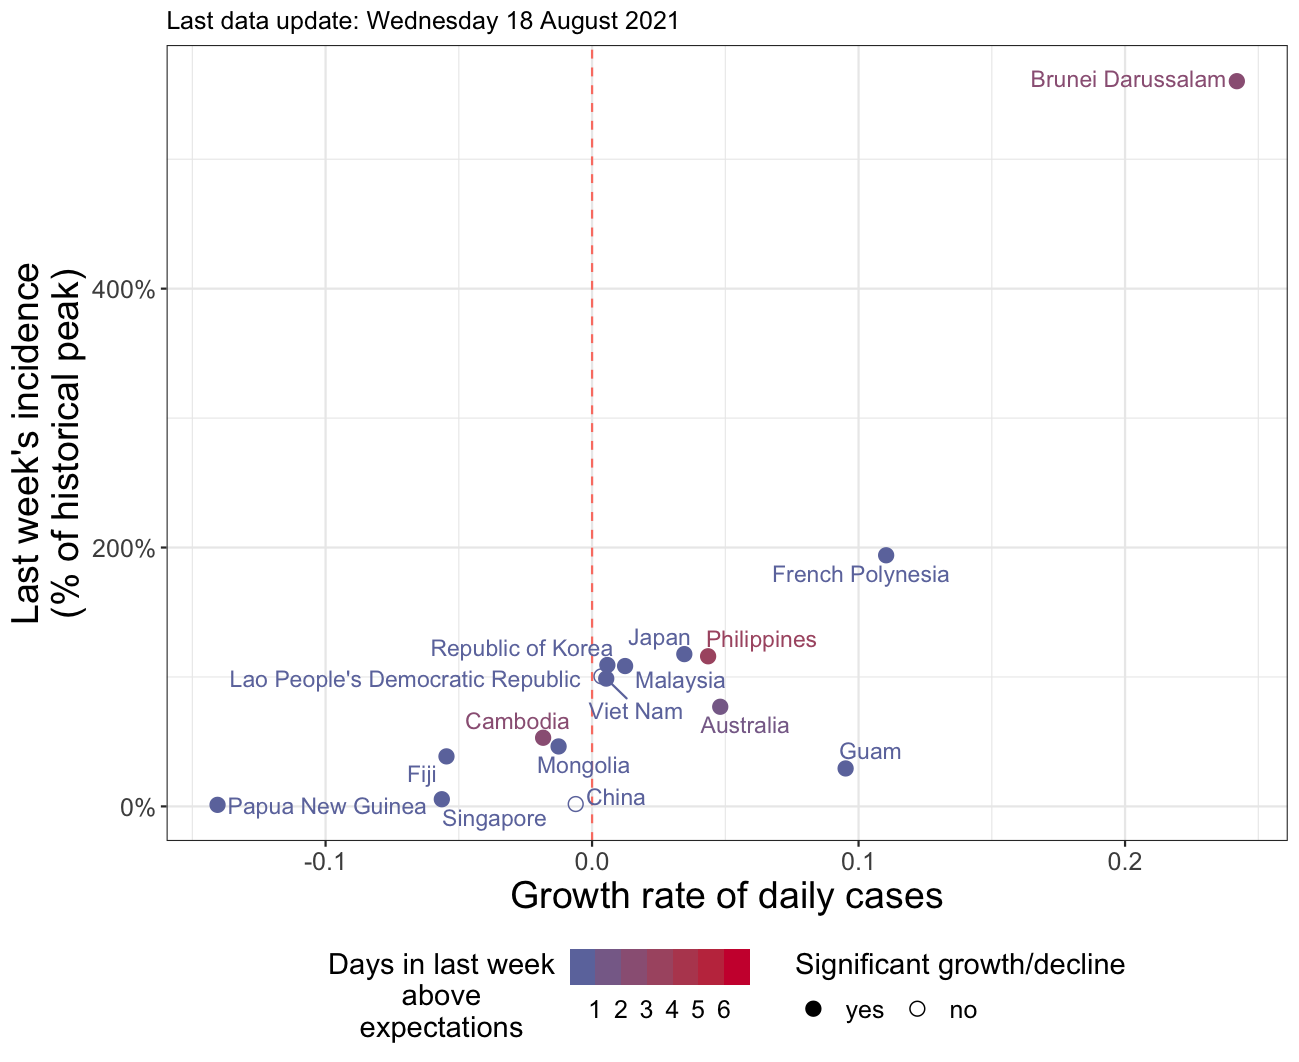 Last data update: Wednesday 18 August 2021
Brunei Darussalam
Last week's incidence
(% of historical peak)
400%
200%
0%
French Polynesia
Japan
Philippines
Republic of Korea
Lao People's Democratic Republic
Malaysia
Viet Nam
Cambodia
Australia
Guam
Mongolia
Fiji
China
Papua New Guinea
Singapore
-0.1
0.0
0.1
0.2
Growth rate of daily cases
Days in last week
above
expectations
1 2 3 4 5 6
Significant growth/decline
yes
no